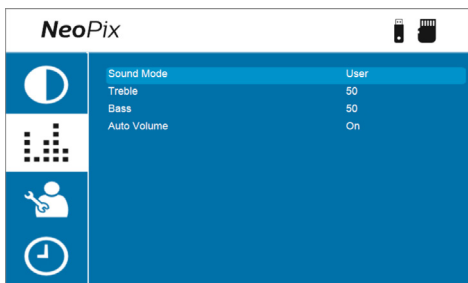 NeoPix
Sound Mode User
Treble 50
Bass 50
Auto Volume On